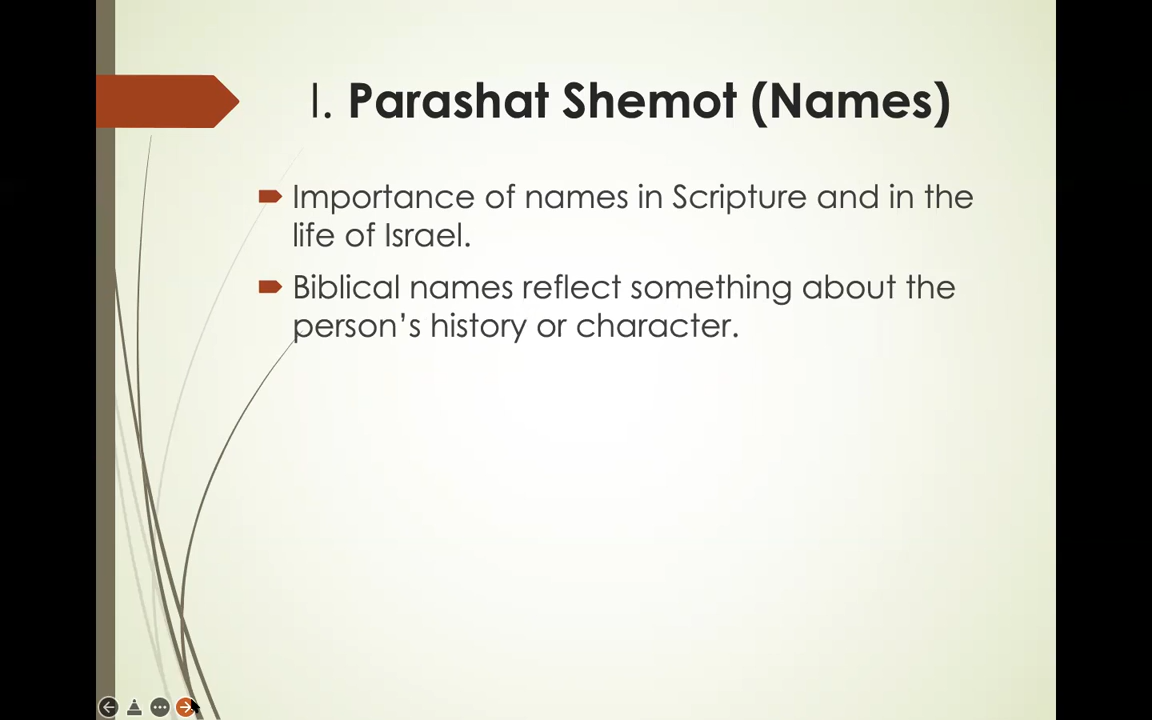 I. Parashat Shemot (Names)
Importance of names in Scripture and in the
life of Israel.
Biblical names reflect something about the
person’s history or character.